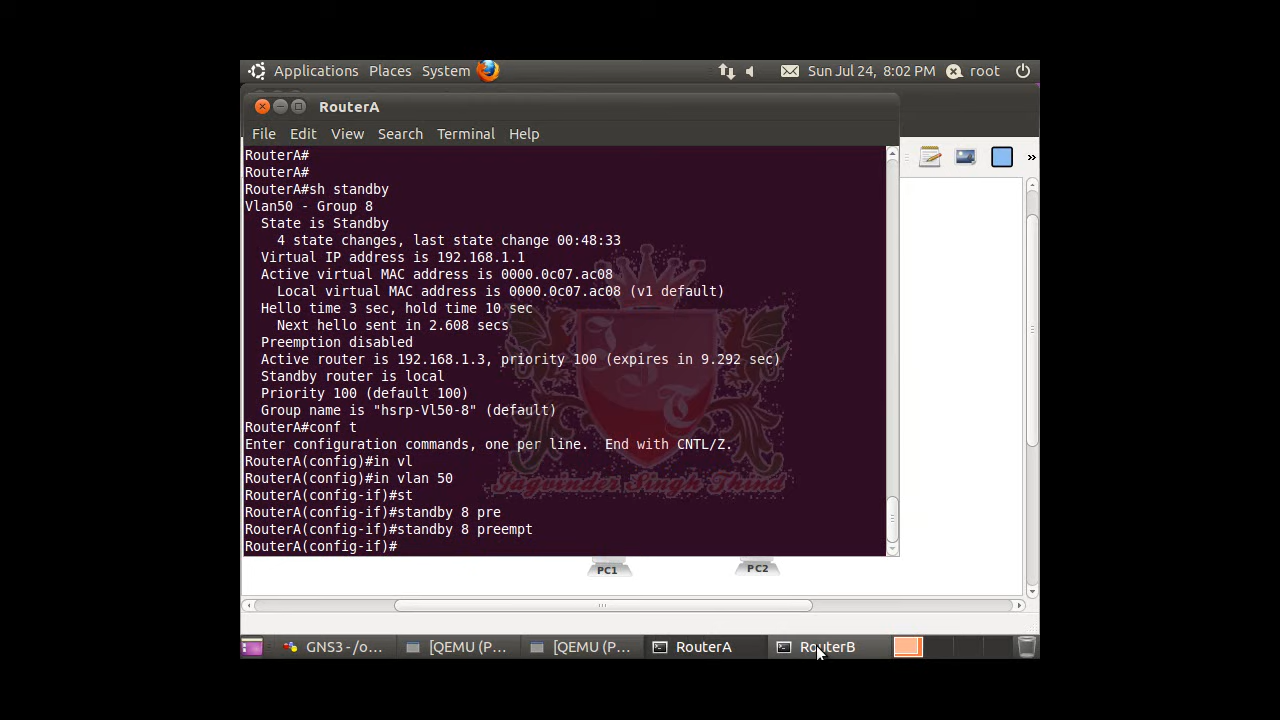 Applications Places System Sun Jul 24, 8:02 PM root
RouterA
File Edit View Search Terminal Help
RouterA#
RouterA#
RouterA#sh standby
Vlan50 - Group 8
State is Standby
4 state changes, last state change 00:48:33
Virtual IP address is 192.168.1.1
Active virtual MAC address is 0000.0c07.ac08
Local virtual MAC address is 0000.0c07.ac08 (v1 default)
Hello time 3 sec, hold time 10 sec
Next hello sent in 2.608 secs
Preemption disabled
Active router is 192.168.1.3, priority 100 (expires in 9.292 sec)
Standby router is local
Priority 100 (default 100)
Group name is "hsrp-Vl50-8" (default)
RouterA#conf t
Enter configuration commands, one per line. End with CNTL/Z.
RouterA(config)#in vl
RouterA(config)#in vlan 50
RouterA(config-if)#st
RouterA(config-if)#standby 8 pre
RouterA(config-if)#standby 8 preempt
RouterA(config-if)#
Jaguinder Singh Thind
PC1 PC2
GNS3 - /o... [QEMU (P... [QEMU (P... RouterA RouterB